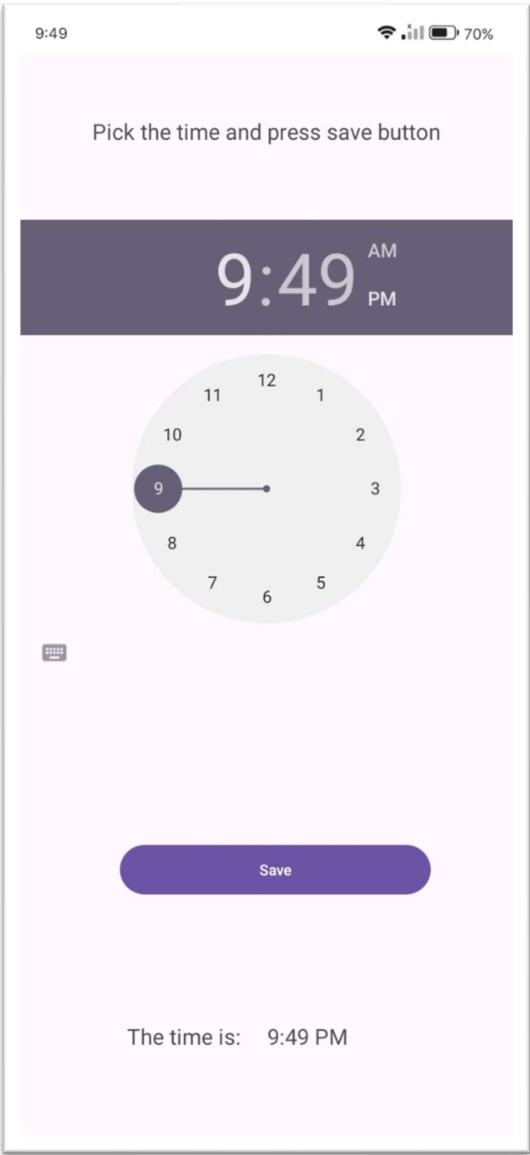 9:49 70%
Pick the time and press save button
9:49 AM
PM
12
11 1
10 2
9 3
8 4
7 5
6
Save
The time is: 9:49 PM